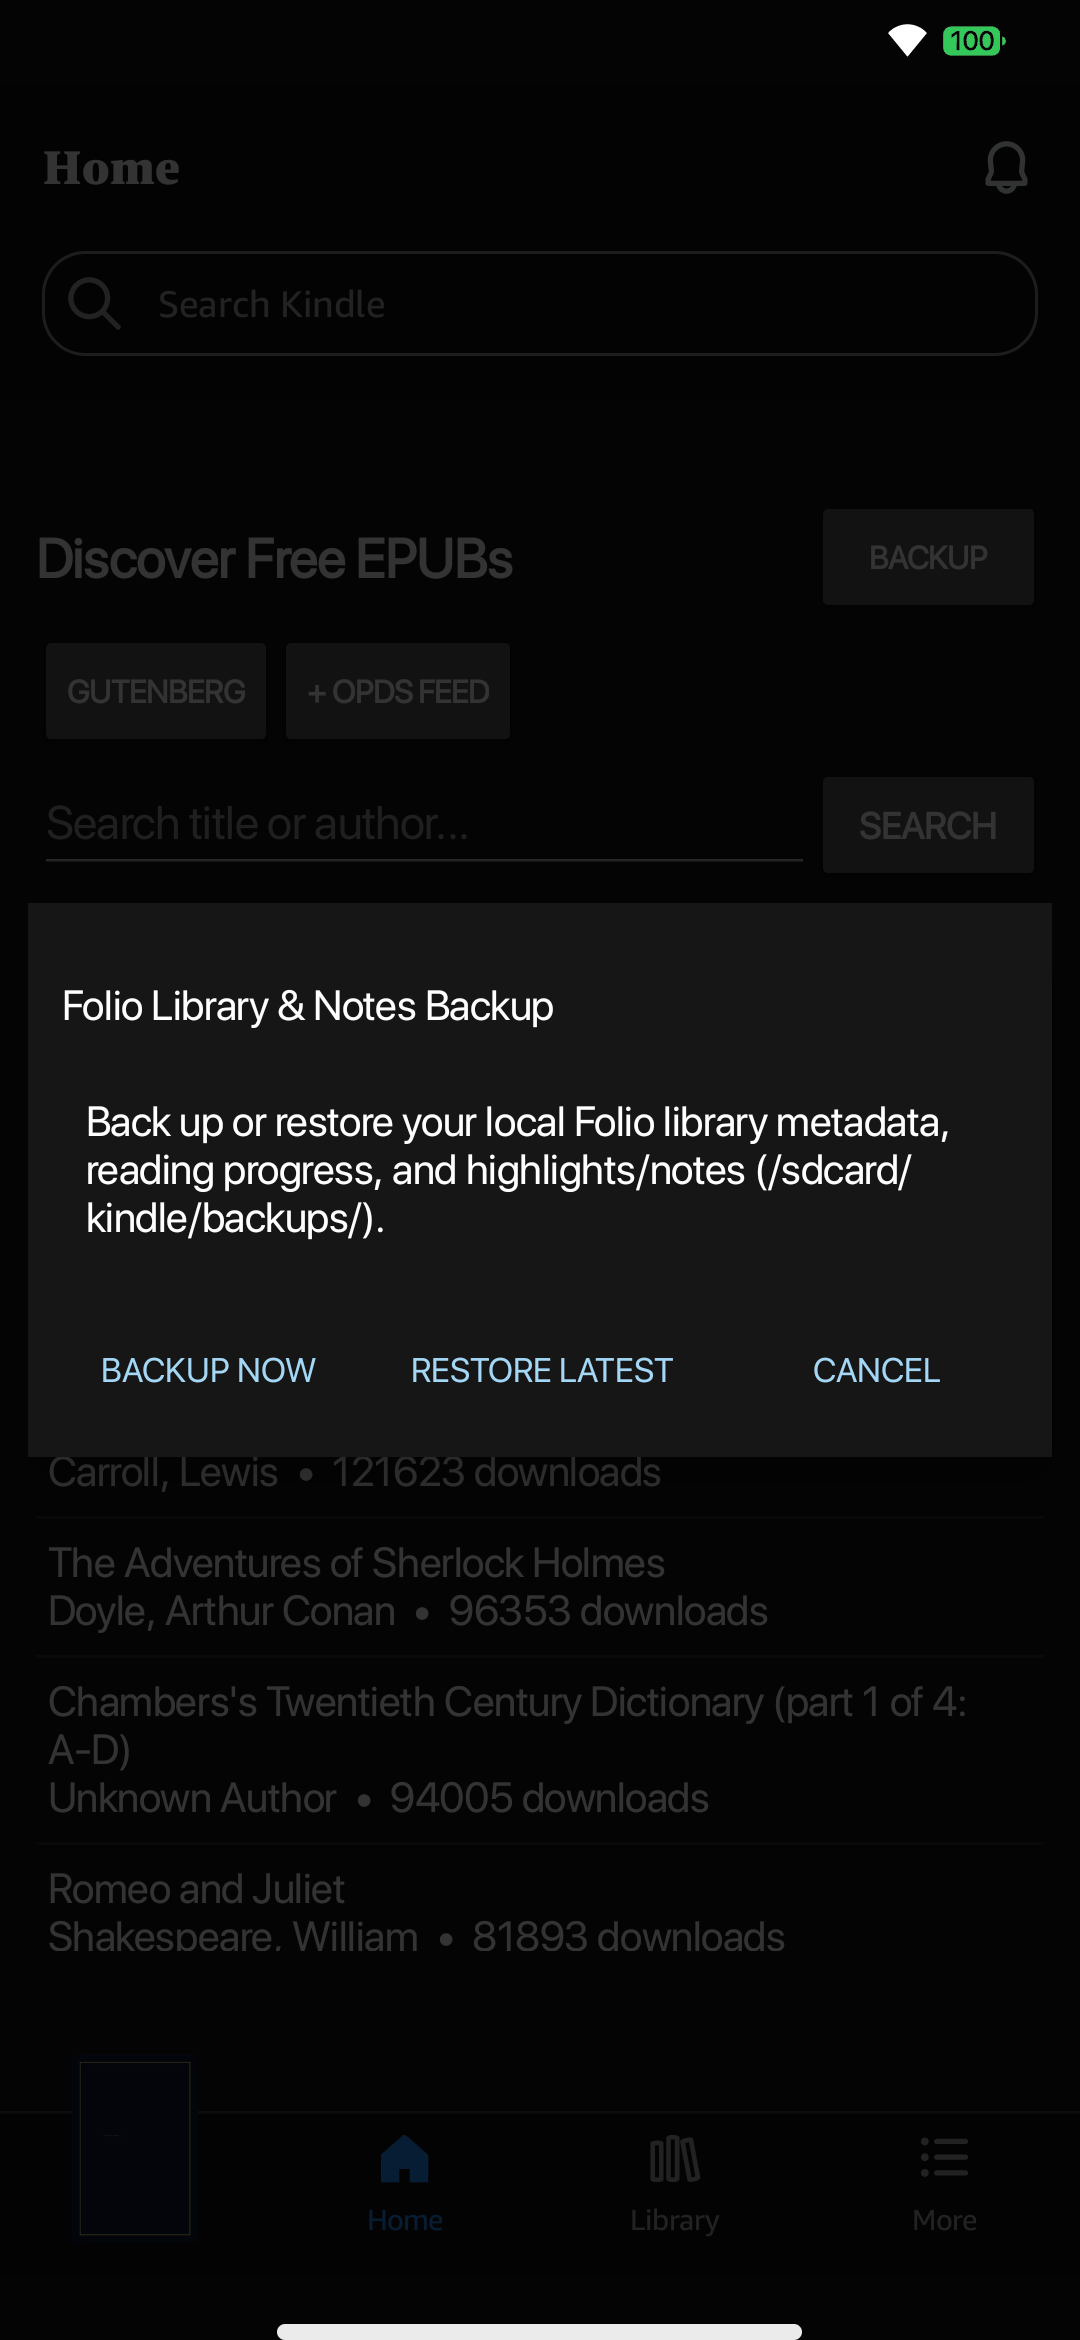 100
Home
Search Kindle
Discover Free EPUBs
BACKUP
GUTENBERG
+ OPDS FEED
Search title or author...
SEARCH
Folio Library & Notes Backup
Back up or restore your local Folio library metadata,
reading progress, and highlights/notes (/sdcard/
kindle/backups/).
BACKUP NOW
RESTORE LATEST
CANCEL
Carroll, Lewis • 121623 downloads
The Adventures of Sherlock Holmes
Doyle, Arthur Conan • 96353 downloads
Chambers's Twentieth Century Dictionary (part 1 of 4:
A-D)
Unknown Author • 94005 downloads
Romeo and Juliet
Shakespeare, William • 81893 downloads
Home
Library
More